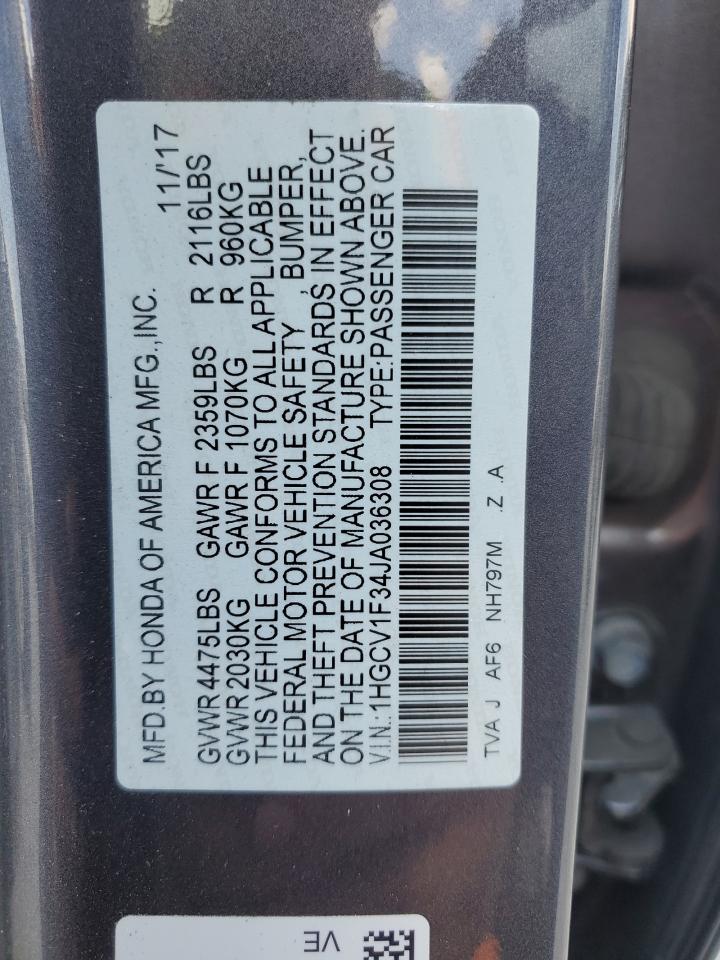 MFD.BY HONDA OF AMERICA MFG.,INC. 11/'17
GVWR 4475LBS GAWR F 2359LBS R 2116LBS
GVWR 2030KG GAWR F 1070KG R 960KG
THIS VEHICLE CONFORMS TO ALL APPLICABLE
FEDERAL MOTOR VEHICLE SAFETY , BUMPER,
AND THEFT PREVENTION STANDARDS IN EFFECT
ON THE DATE OF MANUFACTURE SHOWN ABOVE.
V.I.N.:1HGCV1F34JA036308 TYPE:PASSENGER CAR
TVA J AF6 NH797M .Z .A
VE